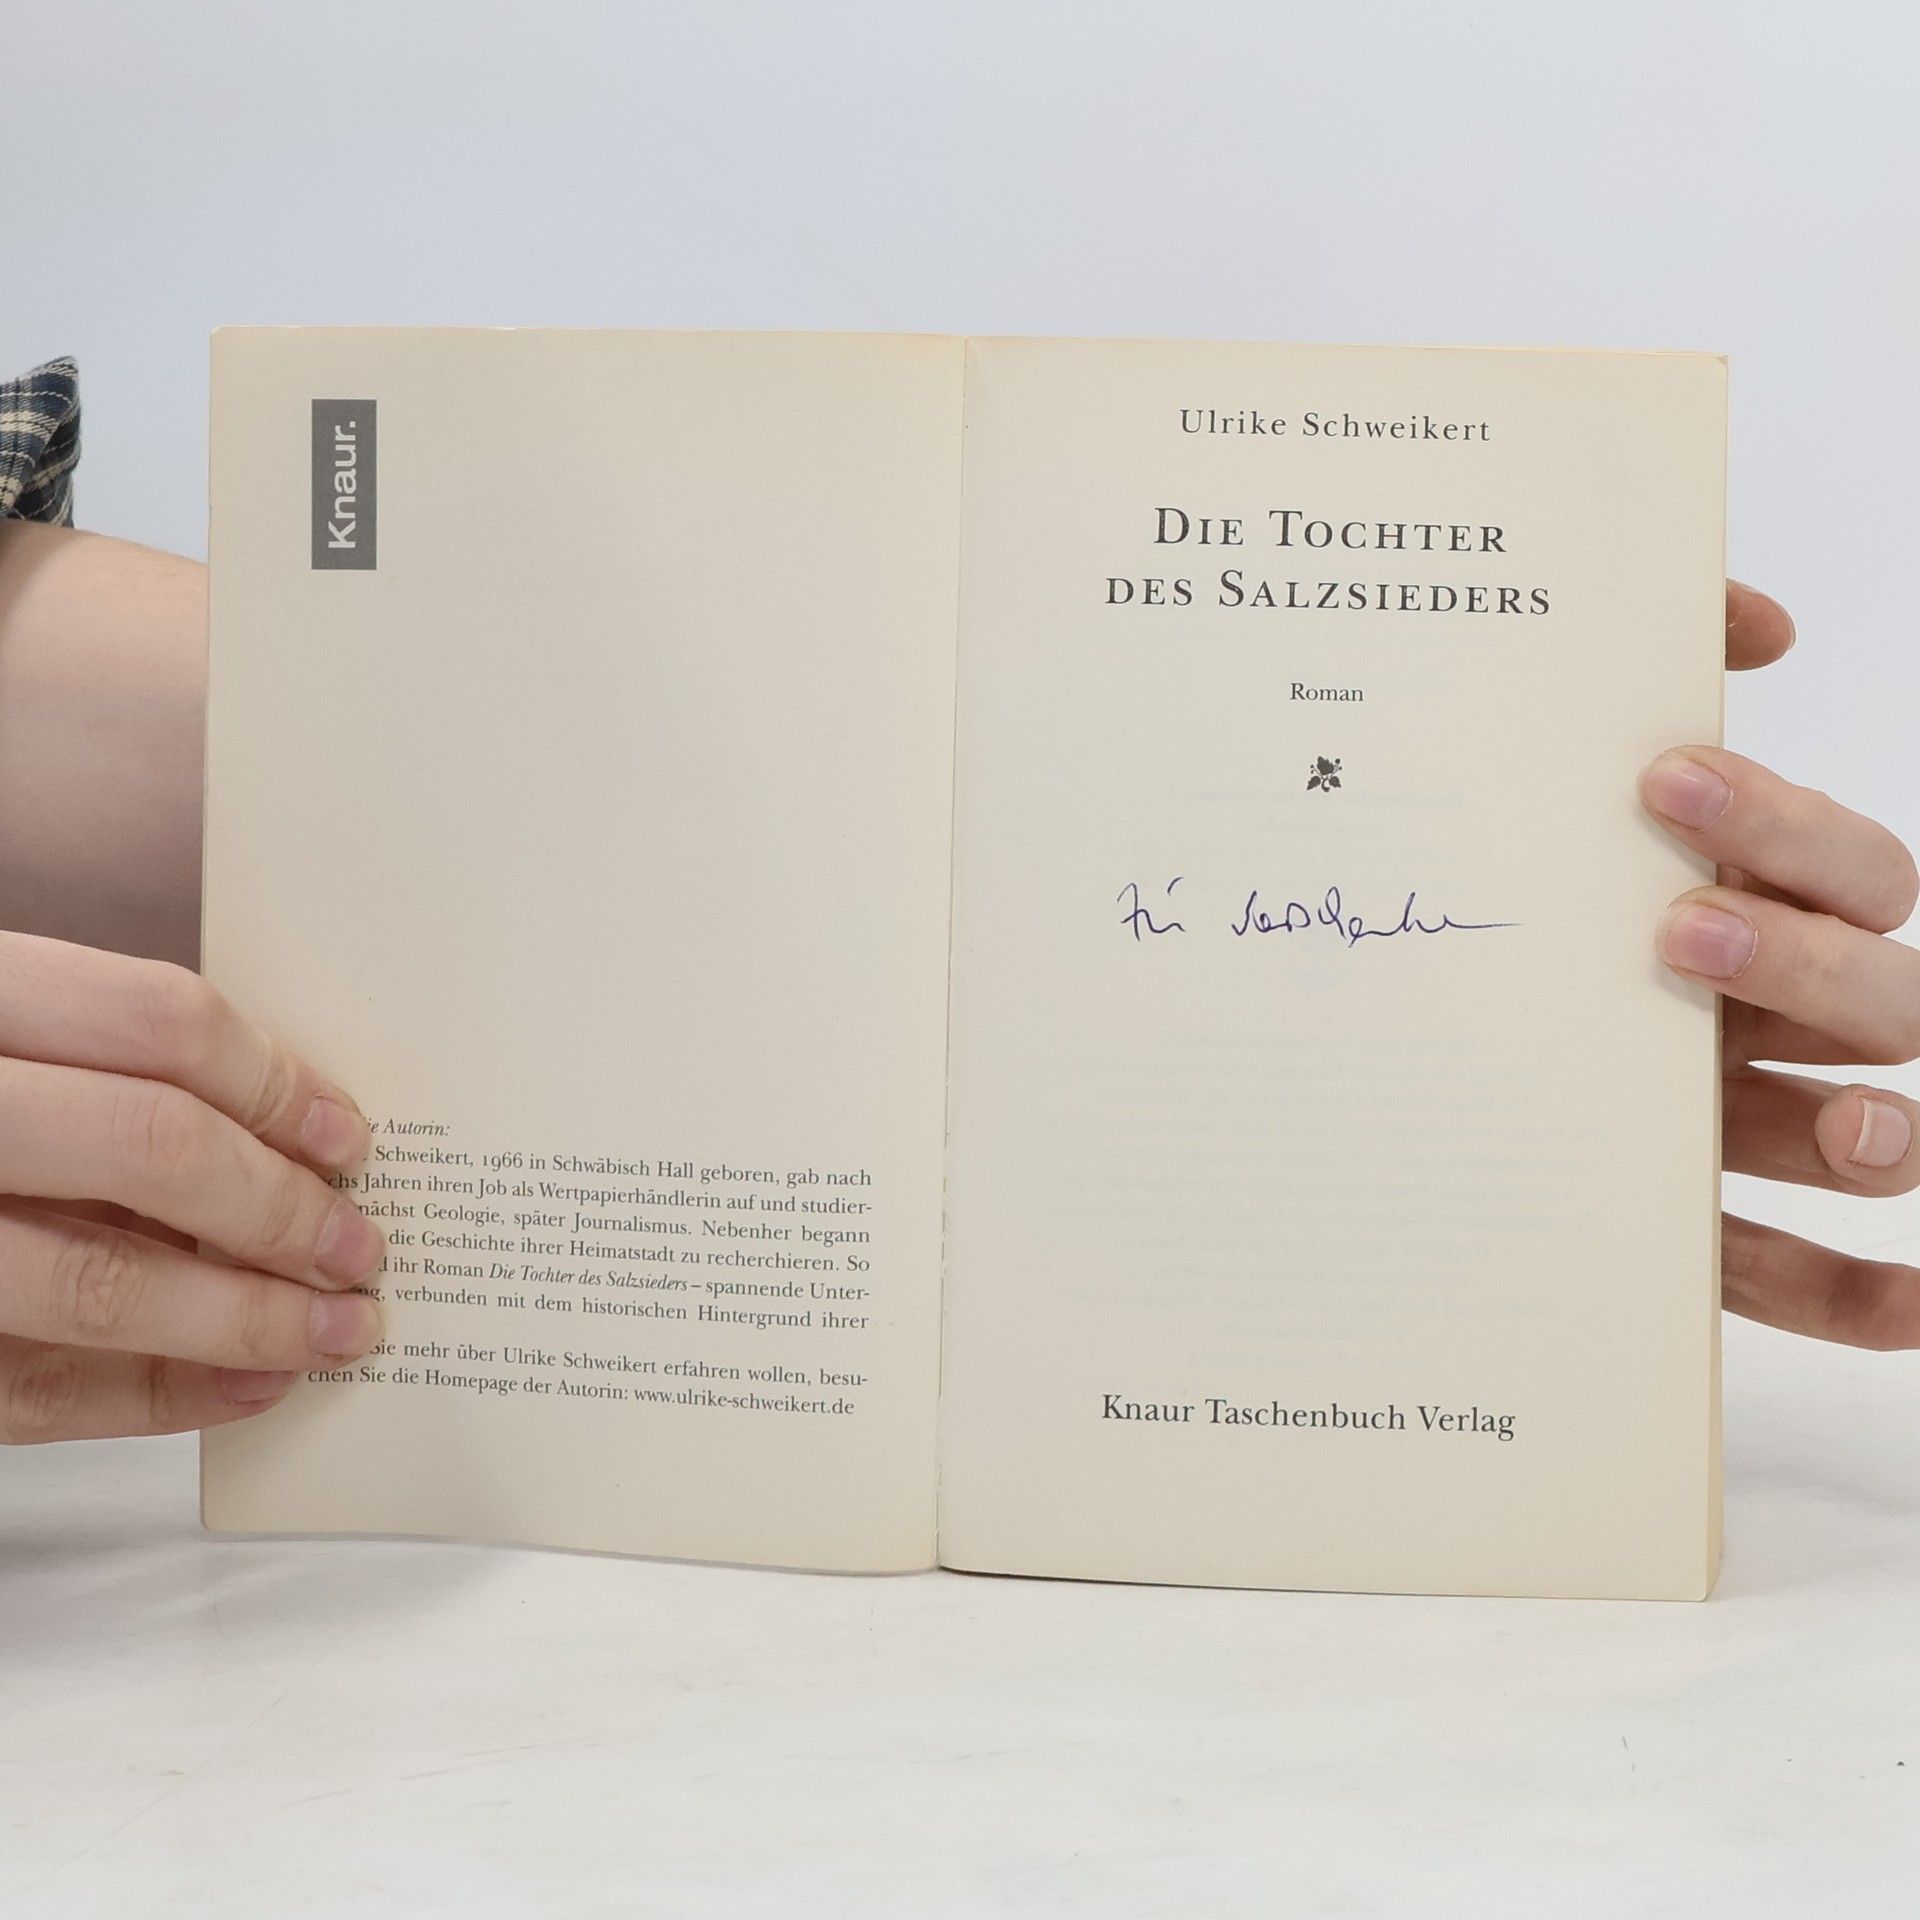 Knaur.
ie Autorin:
Schweikert, 1966 in Schwäbisch Hall geboren, gab nach
chs Jahren ihren Job als Wertpapierhändlerin auf und studier-
nächst Geologie, später Journalismus. Nebenher begann
die Geschichte ihrer Heimatstadt zu recherchieren. So
d ihr Roman Die Tochter des Salzsieders – spannende Unter-
ng, verbunden mit dem historischen Hintergrund ihrer
Sie mehr über Ulrike Schweikert erfahren wollen, besu-
chen Sie die Homepage der Autorin: www.ulrike-schweikert.de
Ulrike Schweikert
DIE TOCHTER
DES SALZSIEDERS
Roman
Knaur Taschenbuch Verlag